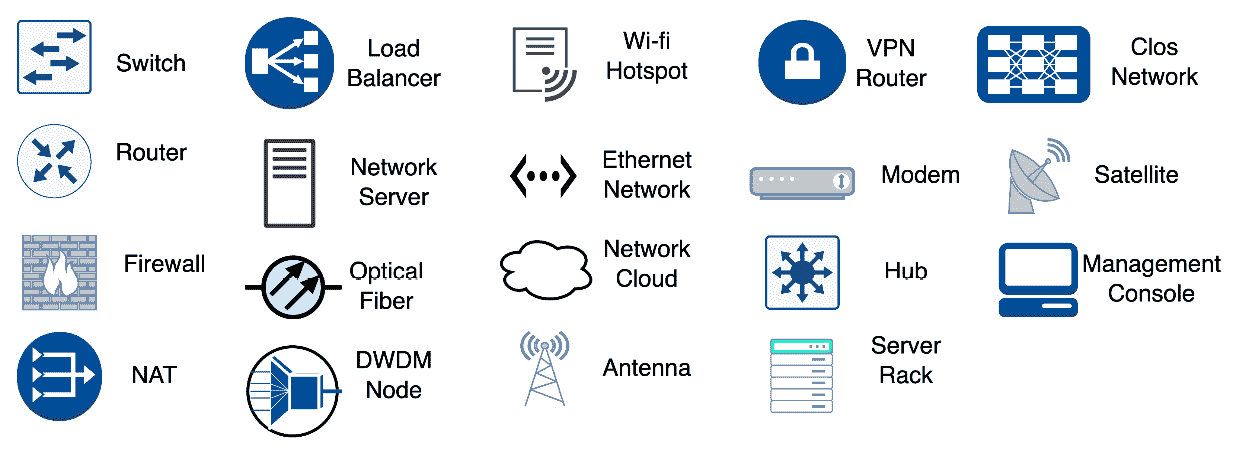 Switch
Load
Balancer
Wi-fi
Hotspot
VPN
Router
Clos
Network
Router
Network
Server
Ethernet
Network
Modem
Satellite
Firewall
Optical
Fiber
Network
Cloud
Hub
Management
Console
NAT
DWDM
Node
Antenna
Server
Rack